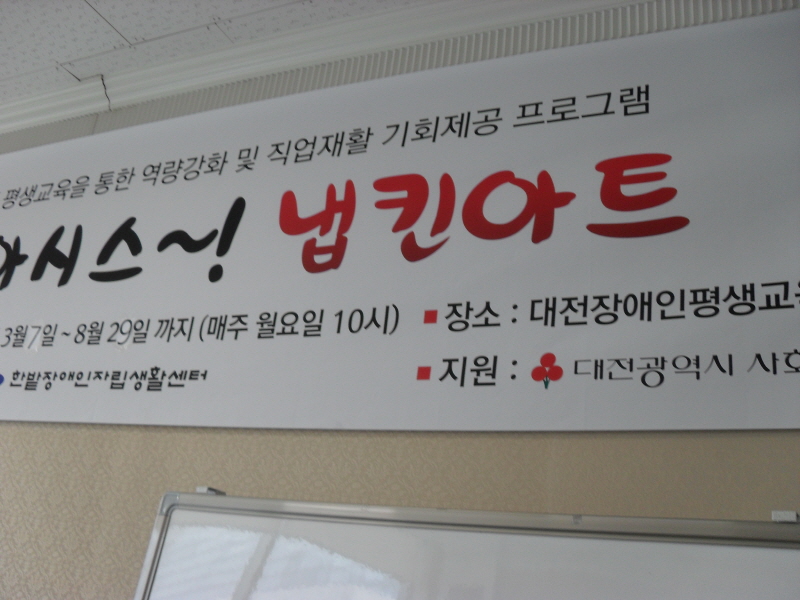 평생교육을 통한 역량강화 및 직업재활 기회제공 프로그램
아시스~! 냅킨아트
3월7일~8월 29일 까지 (매주 월요일 10시)
■ 장소 : 대전장애인평생교육
한밭장애인자립생활센터
■ 지원 : 대전광역시 사회